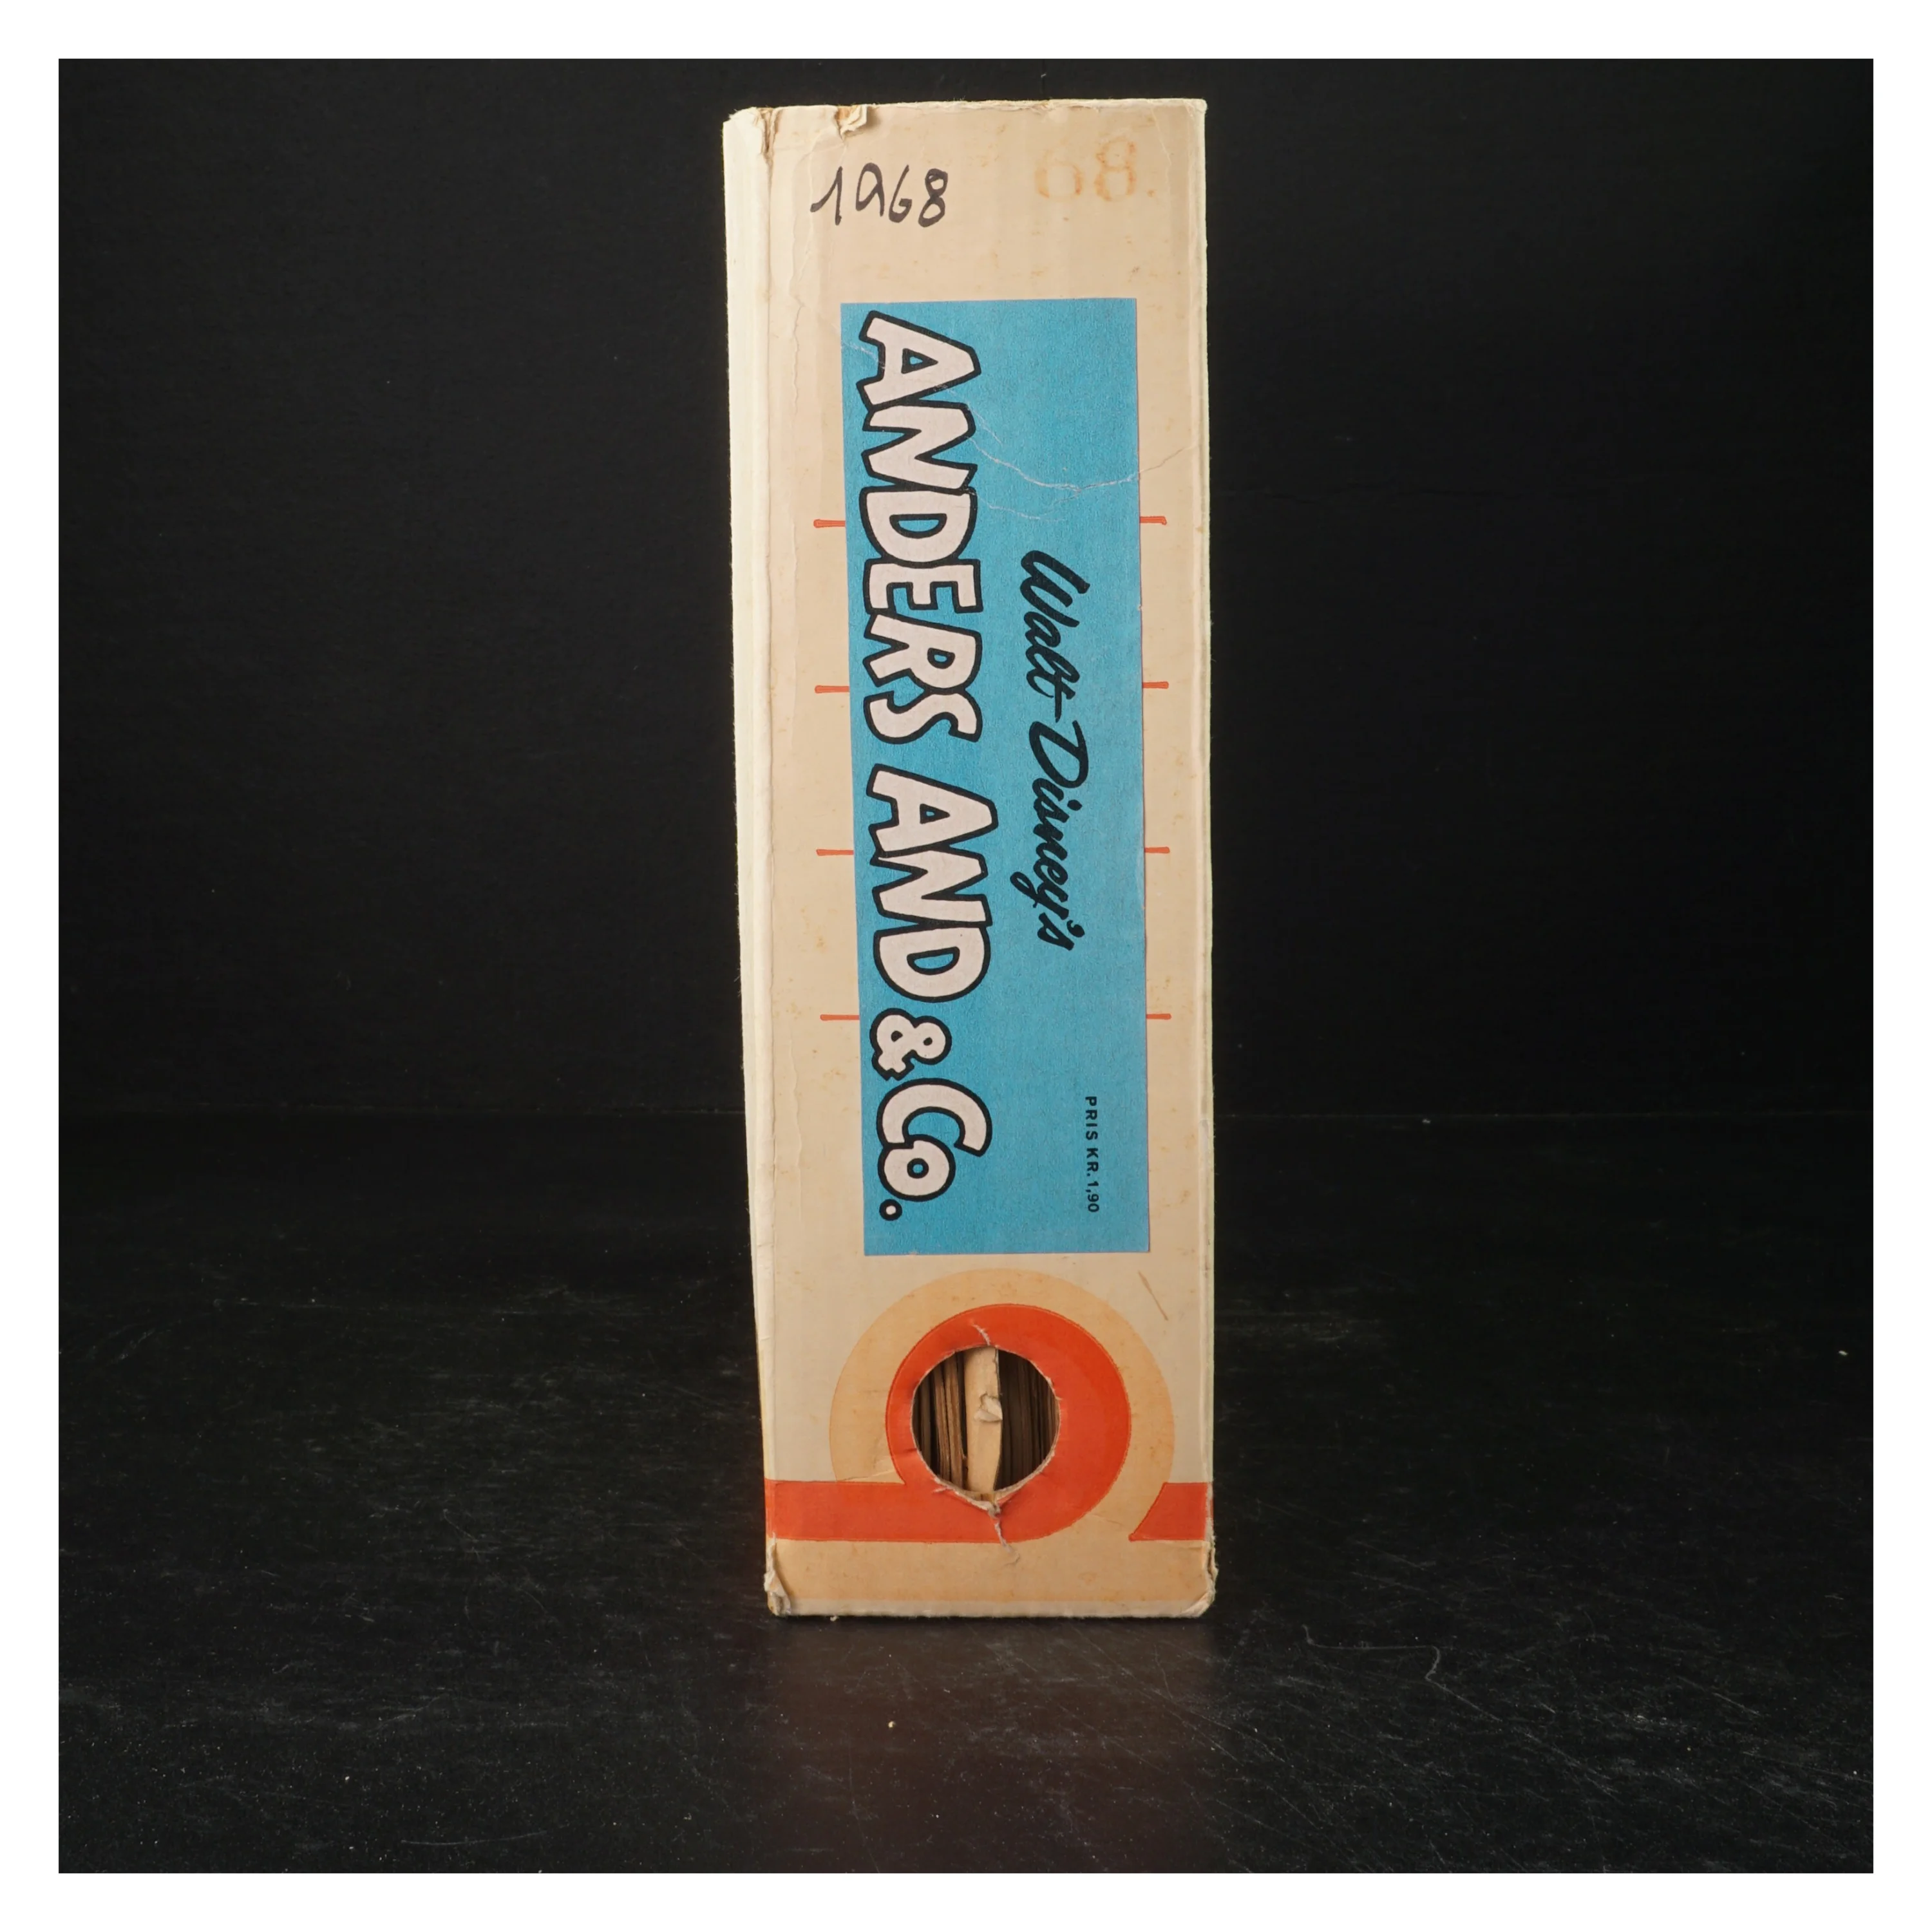 1968
68.
Walt Disney's
ANDERS AND & Co.
PRIS KR. 1,90